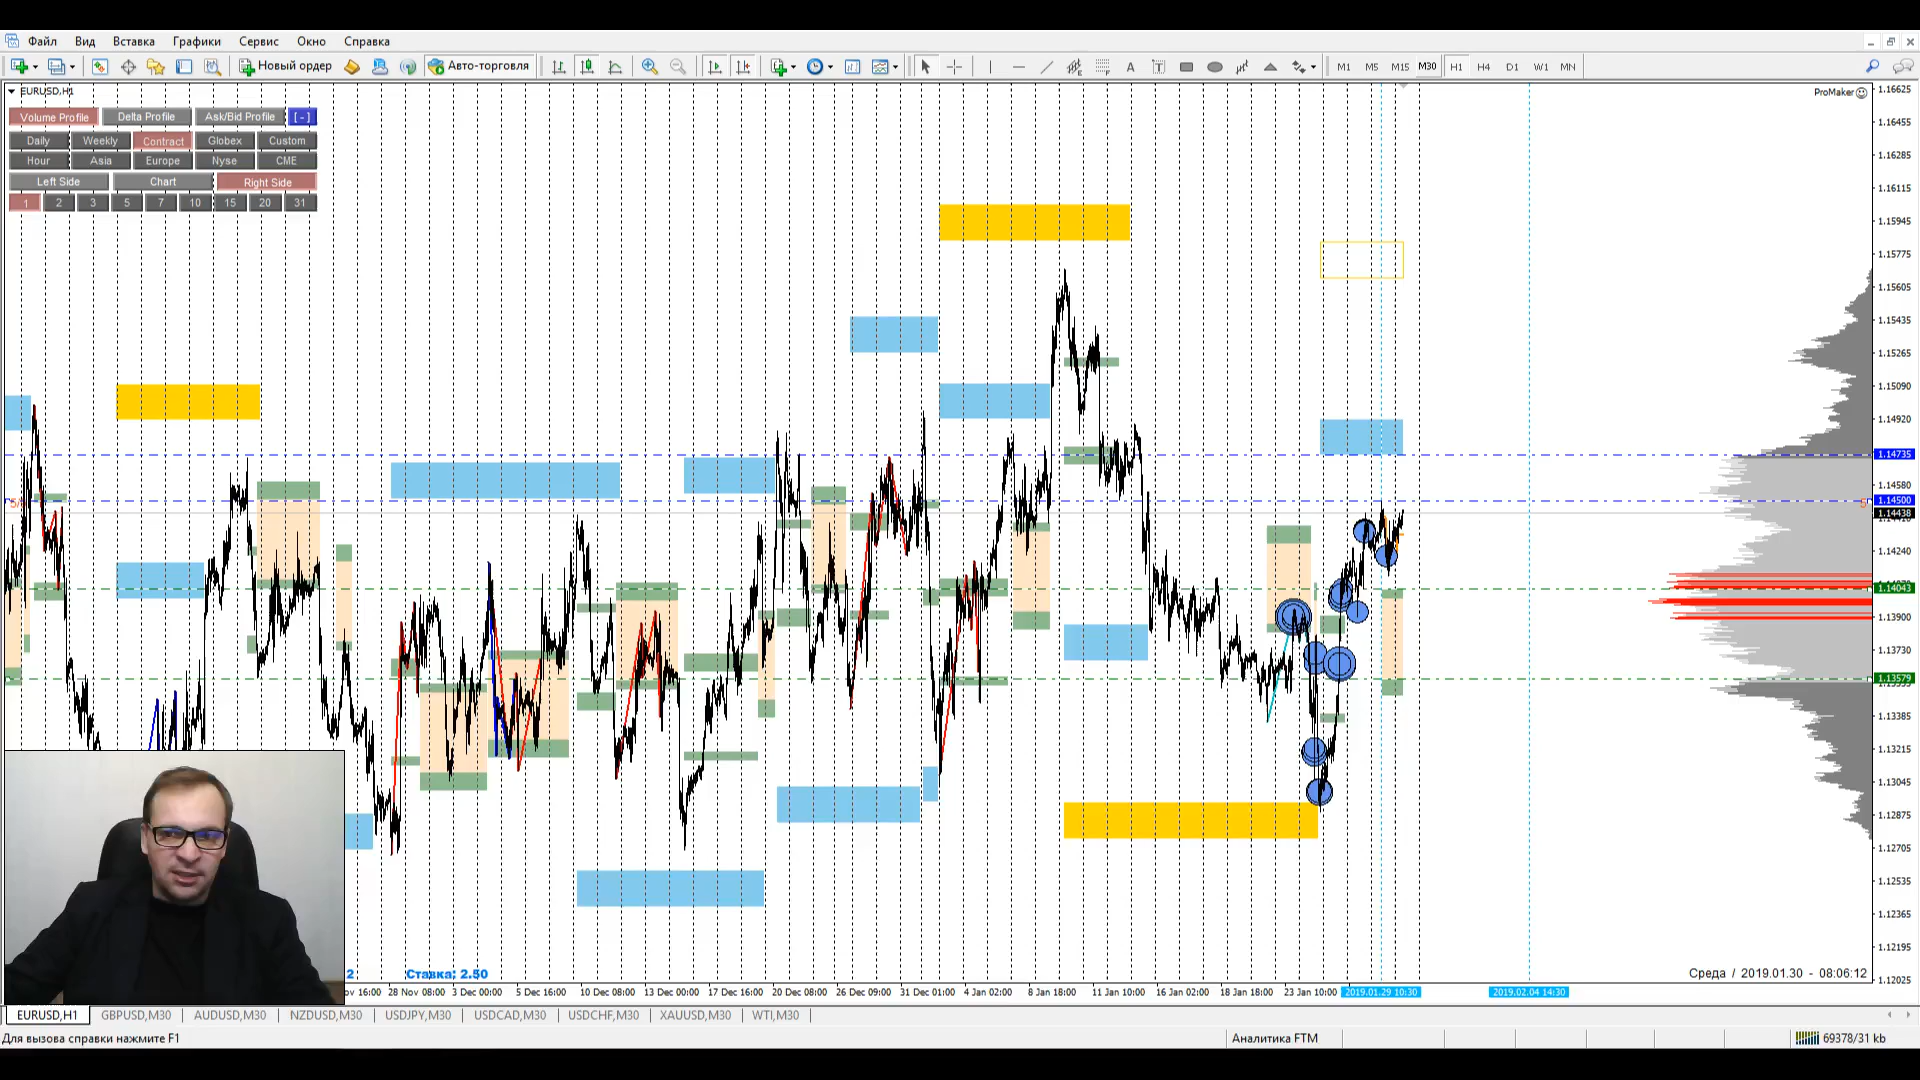 Файл Вид Вставка Графики Сервис Окно Справка
Новый ордер Авто-торговля A T M1 M5 M15 M30 H1 H4 D1 W1 MN
EURUSD,H1
ProMaker
Volume Profile Delta Profile Ask/Bid Profile [ - ]
Daily Weekly Contract Globex Custom
Hour Asia Europe Nyse CME
Left Side Chart Right Side
1 2 3 5 7 10 15 20 31
1.16625
1.16455
1.16285
1.16115
1.15945
1.15775
1.15605
1.15435
1.15265
1.15090
1.14920
1.14735
1.14580
1.14500
1.14438
1.14240
1.14043
1.13900
1.13730
1.13579
1.13385
1.13215
1.13045
1.12875
1.12705
1.12535
1.12365
1.12195
1.12025
2 Ставка; 2.50
Среда / 2019.01.30 - 08:06:12
16:00 28 Nov 08:00 3 Dec 00:00 5 Dec 16:00 10 Dec 08:00 13 Dec 00:00 17 Dec 16:00 20 Dec 08:00 26 Dec 09:00 31 Dec 01:00 4 Jan 02:00 8 Jan 18:00 11 Jan 10:00 16 Jan 02:00 18 Jan 18:00 23 Jan 10:00 2019.01.29 10:30 2019.02.04 14:30
EURUSD,H1 GBPUSD,M30 AUDUSD,M30 NZDUSD,M30 USDJPY,M30 USDCAD,M30 USDCHF,M30 XAUUSD,M30 WTI,M30
Для вызова справки нажмите F1
Аналитика FTM
69378/31 kb